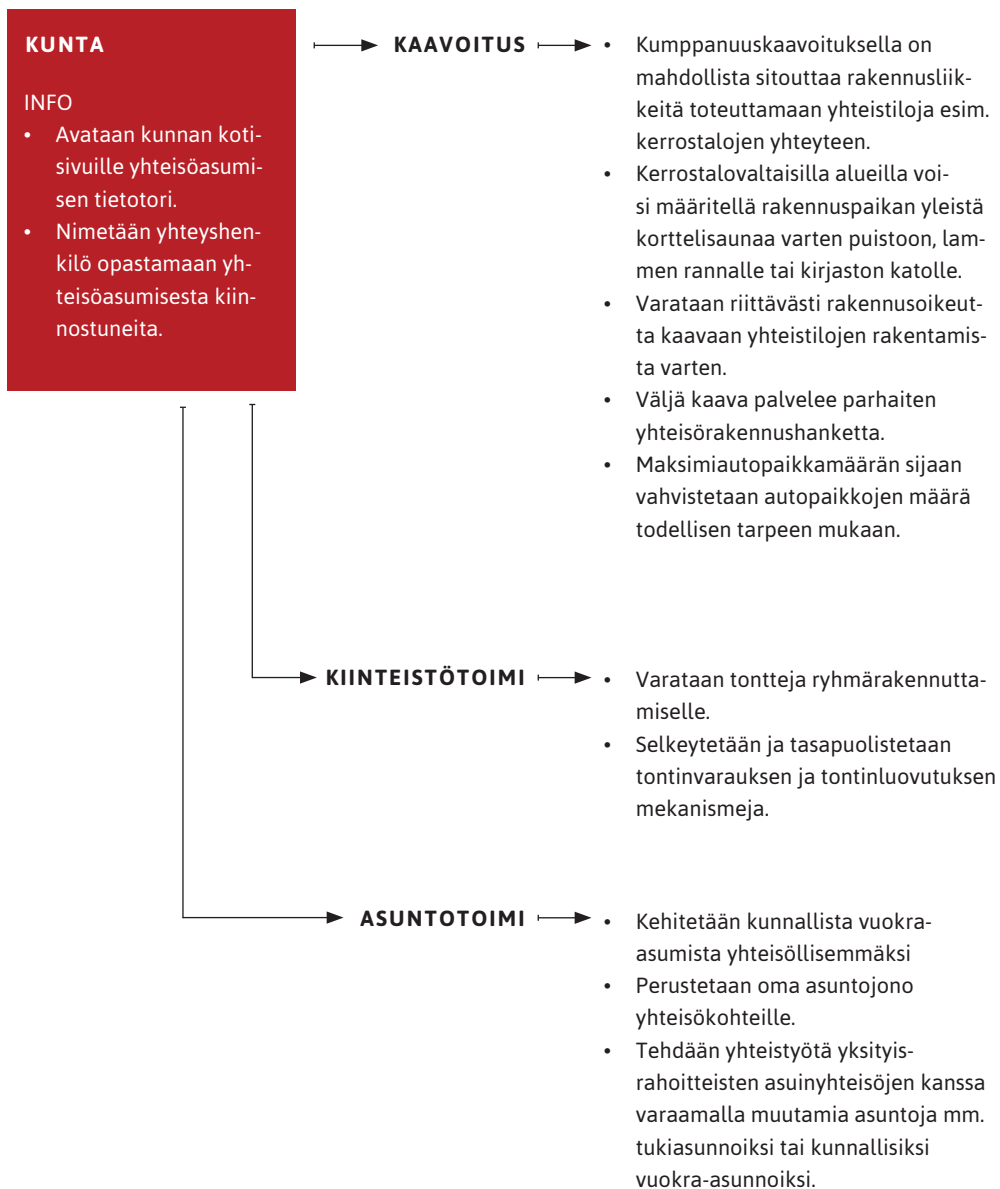 KUNTA
INFO
• Avataan kunnan koti-
sivuille yhteisöasumi-
sen tietotori.
• Nimetään yhteyshen-
kilö opastamaan yh-
teisöasumisesta kiin-
nostuneita.
KAAVOITUS
• Kumppanuuskaavoituksella on
mahdollista sitouttaa rakennusliik-
keitä toteuttamaan yhteistiloja esim.
kerrostalojen yhteyteen.
• Kerrostalovaltaisilla alueilla voi-
si määritellä rakennuspaikan yleistä
korttelisaunaa varten puistoon, lam-
men rannalle tai kirjaston katolle.
• Varataan riittävästi rakennusoikeut-
ta kaavaan yhteistilojen rakentamis-
ta varten.
• Väljä kaava palvelee parhaiten
yhteisörakennushanketta.
• Maksimiautopaikkamäärän sijaan
vahvistetaan autopaikkojen määrä
todellisen tarpeen mukaan.
KIINTEISTÖTOIMI
• Varataan tontteja ryhmärakennutta-
miselle.
• Selkeytetään ja tasapuolistetaan
tontinvarauksen ja tontinluovutuksen
mekanismeja.
ASUNTOTOIMI
• Kehitetään kunnallista vuokra-
asumista yhteisöllisemmäksi
• Perustetaan oma asuntojono
yhteisökohteille.
• Tehdään yhteistyötä yksityis-
rahoitteisten asuinyhteisöjen kanssa
varaamalla muutamia asuntoja mm.
tukiasunnoiksi tai kunnallisiksi
vuokra-asunnoiksi.